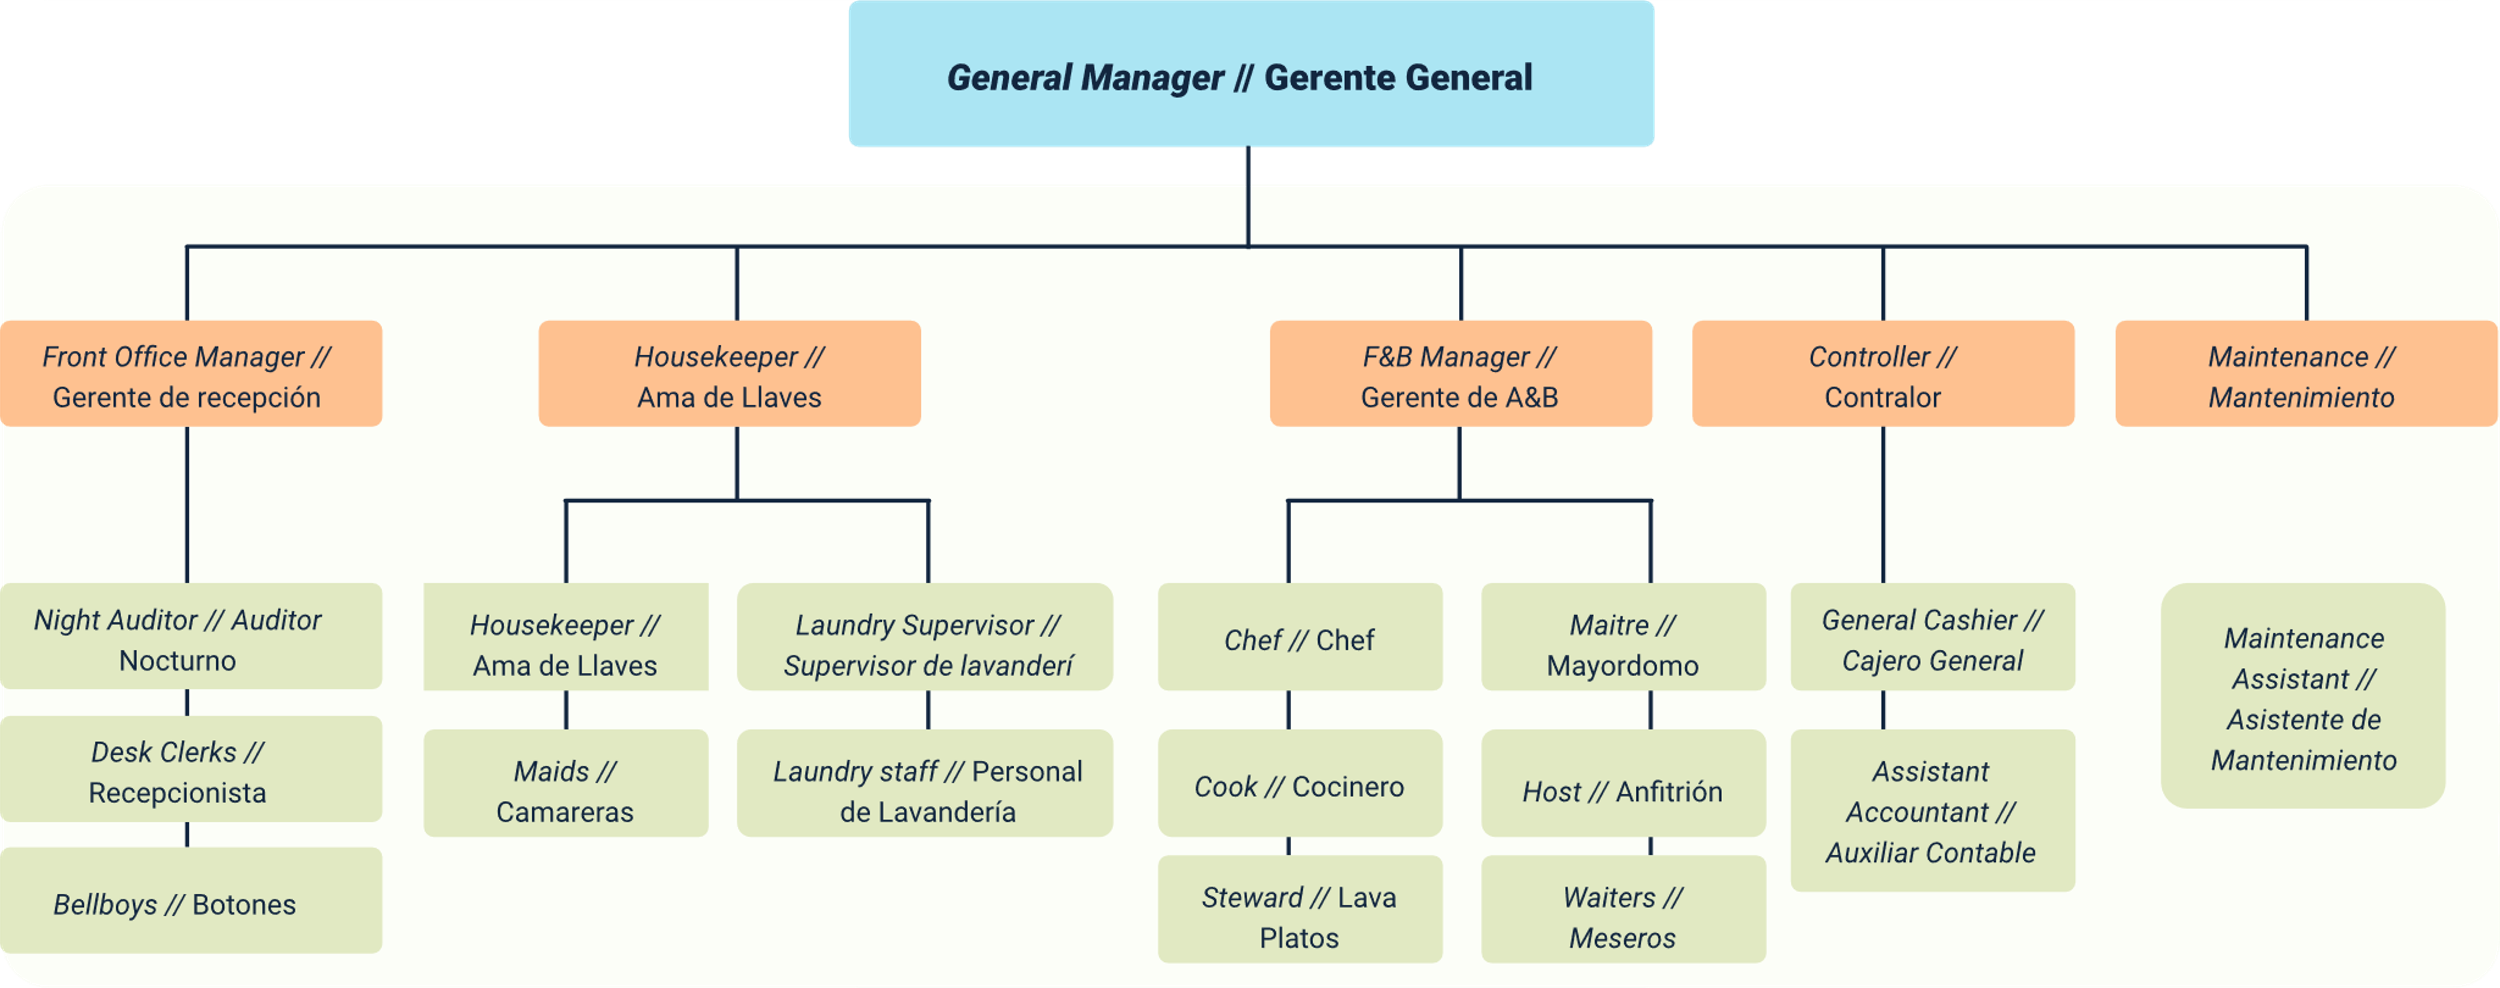 General Manager // Gerente General
Front Office Manager //
Gerente de recepción
Housekeeper //
Ama de Llaves
F&B Manager //
Gerente de A&B
Controller //
Contralor
Maintenance //
Mantenimiento
Night Auditor // Auditor
Nocturno
Desk Clerks //
Recepcionista
Bellboys // Botones
Housekeeper //
Ama de Llaves
Maids //
Camareras
Laundry Supervisor //
Supervisor de lavanderí
Laundry staff // Personal
de Lavandería
Chef // Chef
Cook // Cocinero
Steward // Lava
Platos
Maitre //
Mayordomo
Host // Anfitrión
Waiters //
Meseros
General Cashier //
Cajero General
Assistant
Accountant //
Auxiliar Contable
Maintenance
Assistant //
Asistente de
Mantenimiento